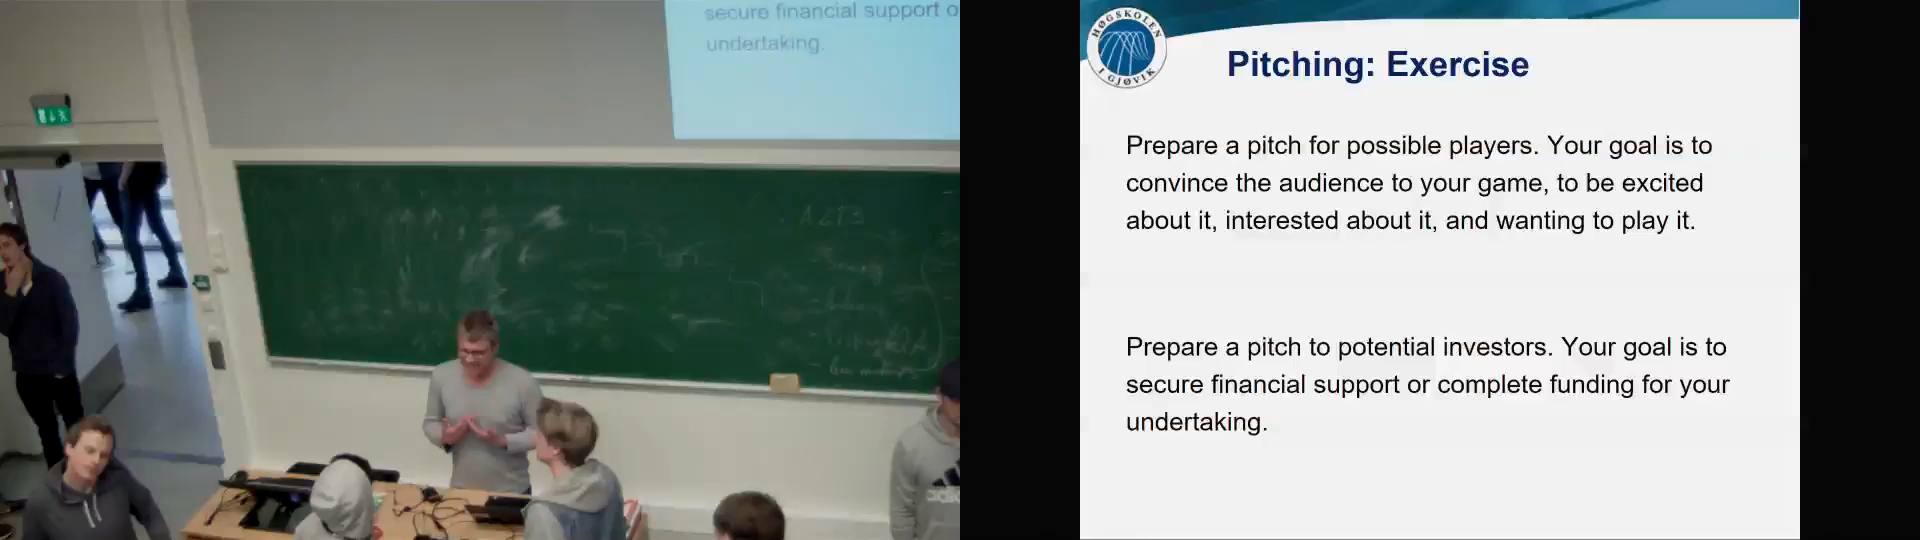 secure financial support o
undertaking.
A213
adidas
HØGSKOLEN
I GJØVIK
Pitching: Exercise
Prepare a pitch for possible players. Your goal is to
convince the audience to your game, to be excited
about it, interested about it, and wanting to play it.
Prepare a pitch to potential investors. Your goal is to
secure financial support or complete funding for your
undertaking.